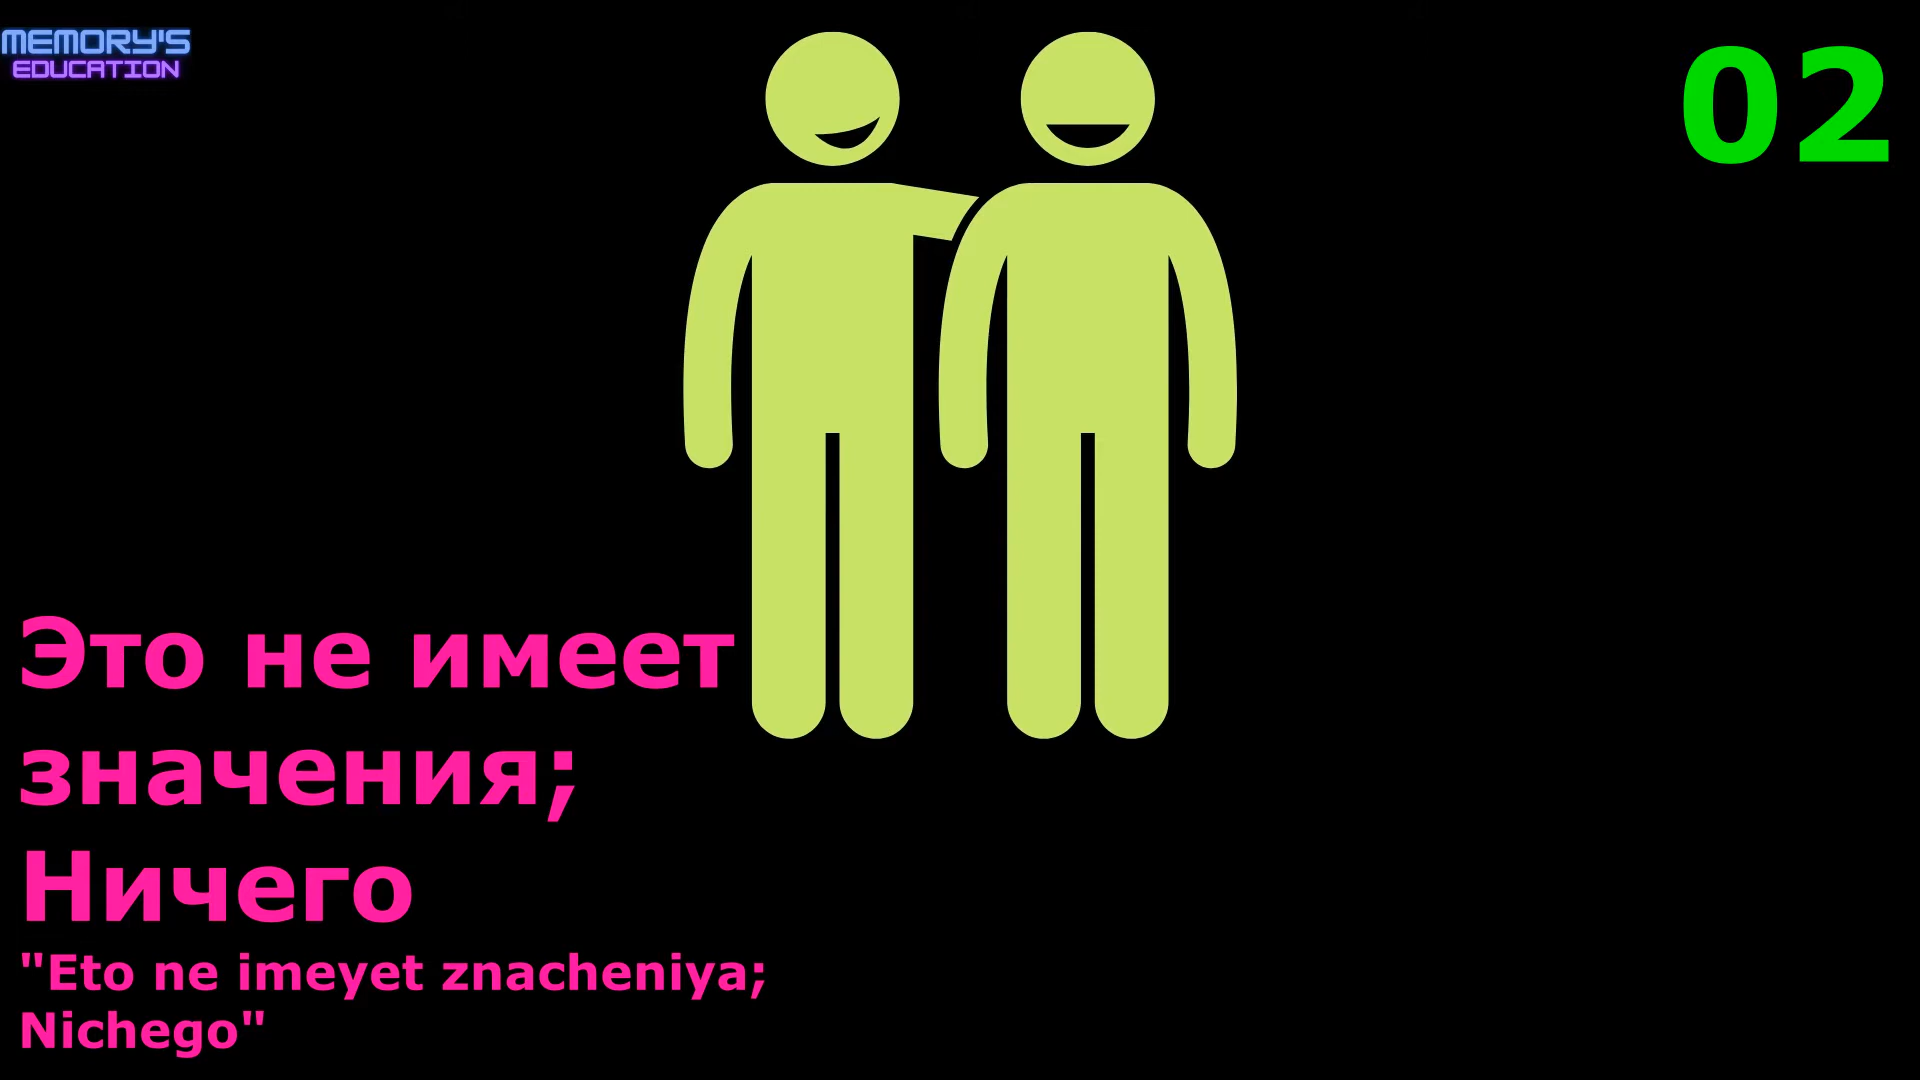 MEMORY'S
EDUCATION
02
Это не имеет
значения;
Ничего
"Eto ne imeyet znacheniya;
Nichego"